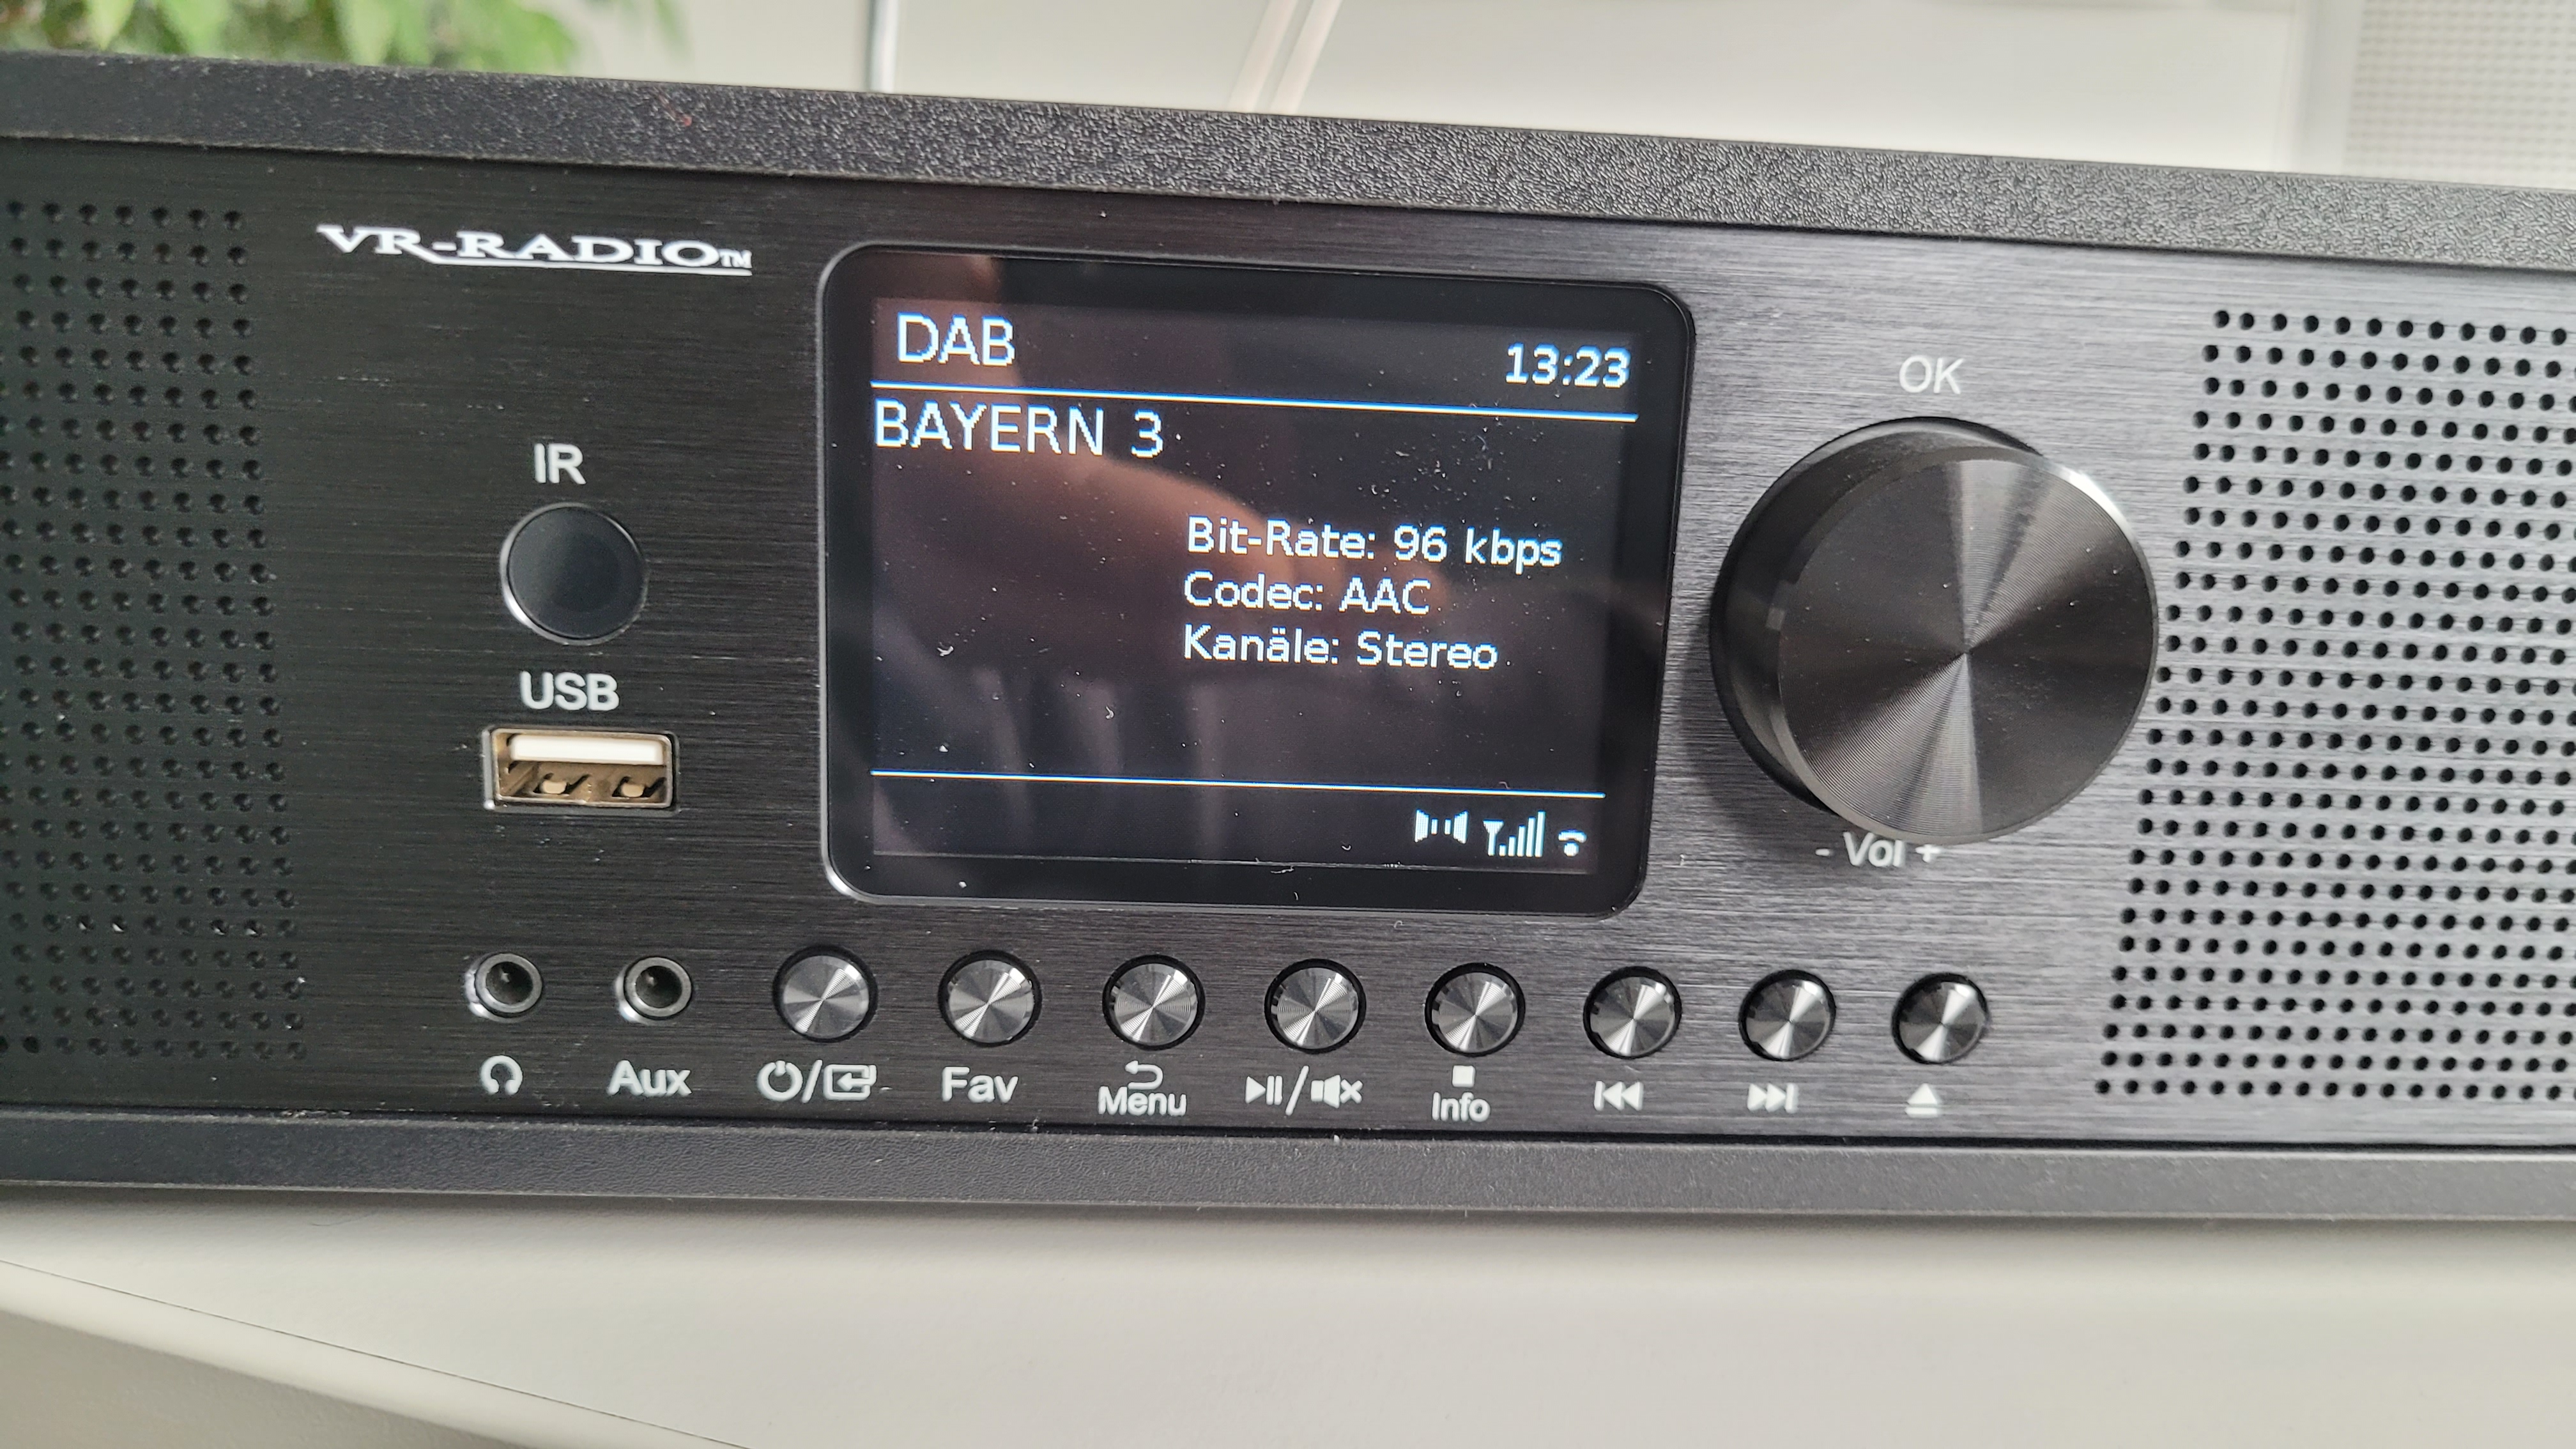 VR-RADIO™
DAB
13:23
BAYERN 3
Bit-Rate: 96 kbps
Codec: AAC
Kanäle: Stereo
IR
USB
OK
- Vol +
Aux
Fav
Menu
Info